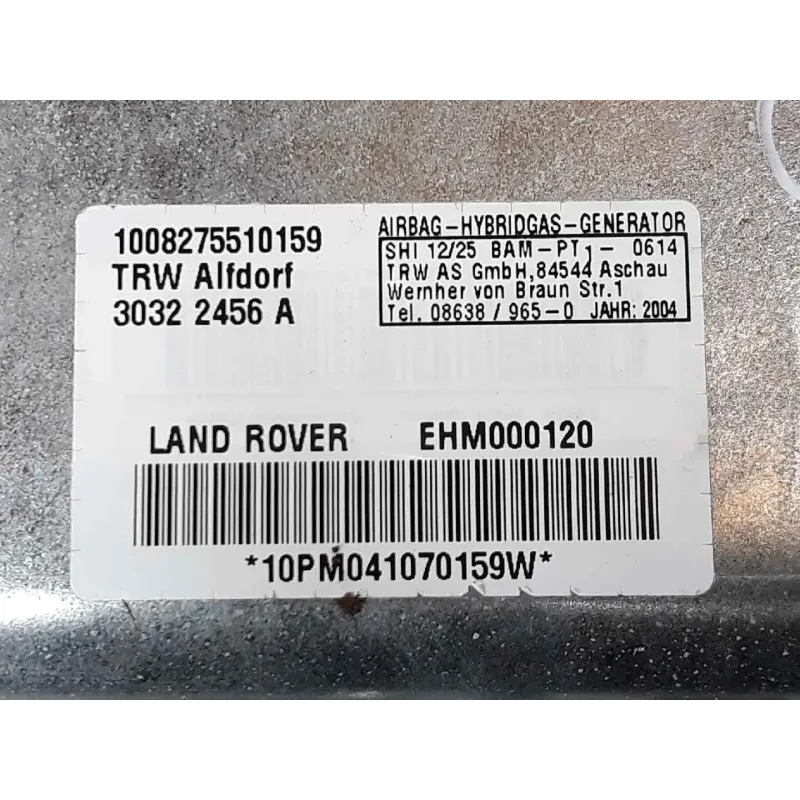 1008275510159
TRW Alfdorf
3032 2456 A
AIRBAG-HYBRIDGAS-GENERATOR
SHI 12/25 BAM-PT1- 0614
TRW AS GmbH,84544 Aschau
Wernher von Braun Str.1
Tel. 08638 / 965-0 JAHR: 2004
LAND ROVER EHM000120
*10PM041070159W*